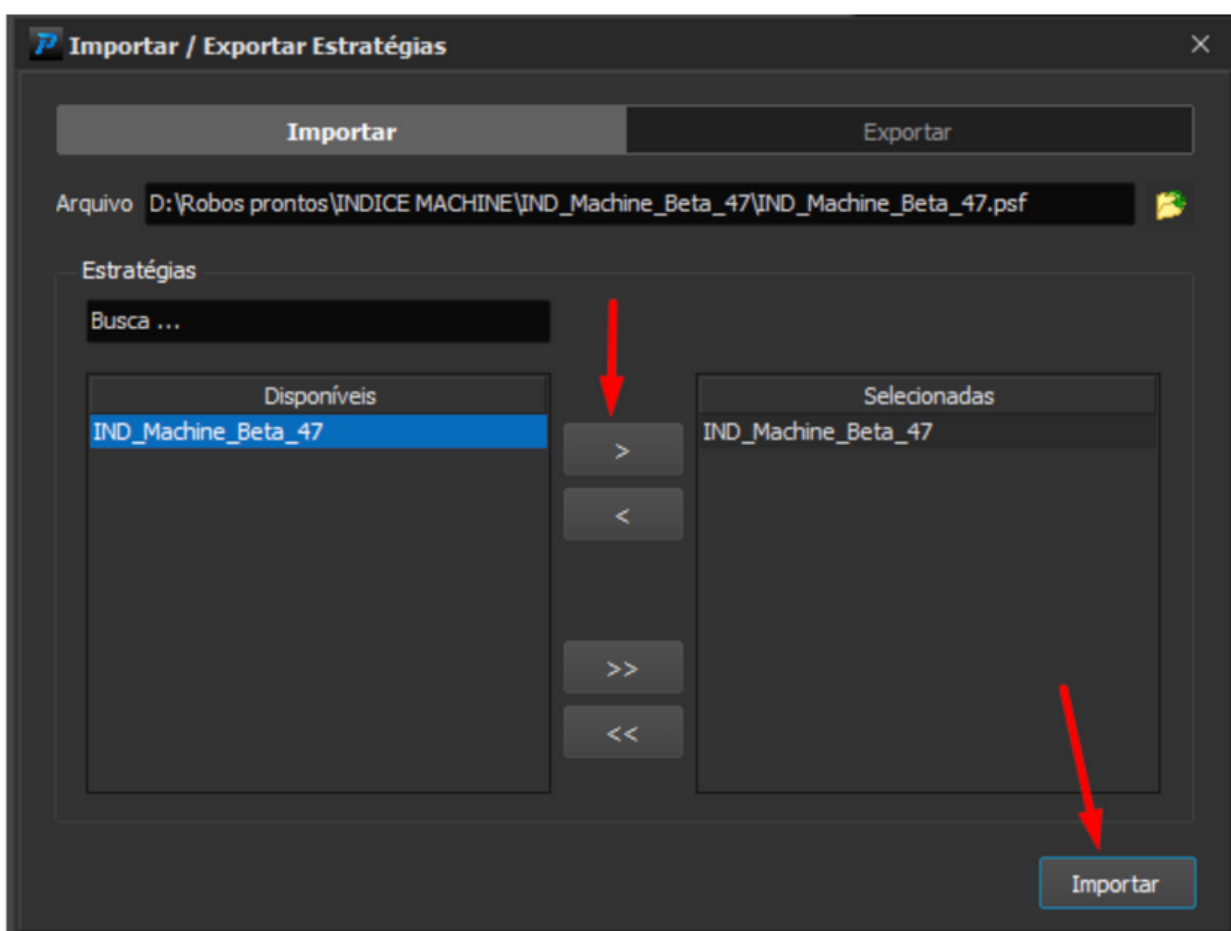 Importar / Exportar Estratégias
Importar
Exportar
Arquivo D:\Robos prontos\INDICE MACHINE\IND_Machine_Beta_47\IND_Machine_Beta_47.psf
Estratégias
Busca ...
Disponíveis
IND_Machine_Beta_47
>
<
>>
<<
Selecionadas
IND_Machine_Beta_47
Importar